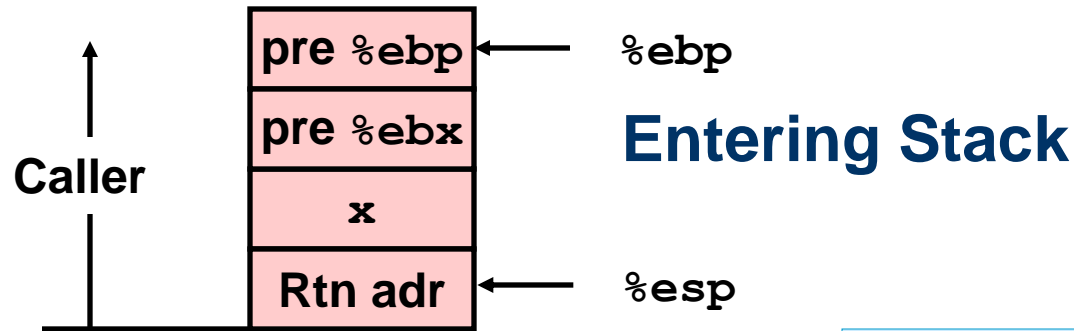 pre %ebp
%ebp
pre %ebx
Entering Stack
Caller
x
Rtn adr
%esp